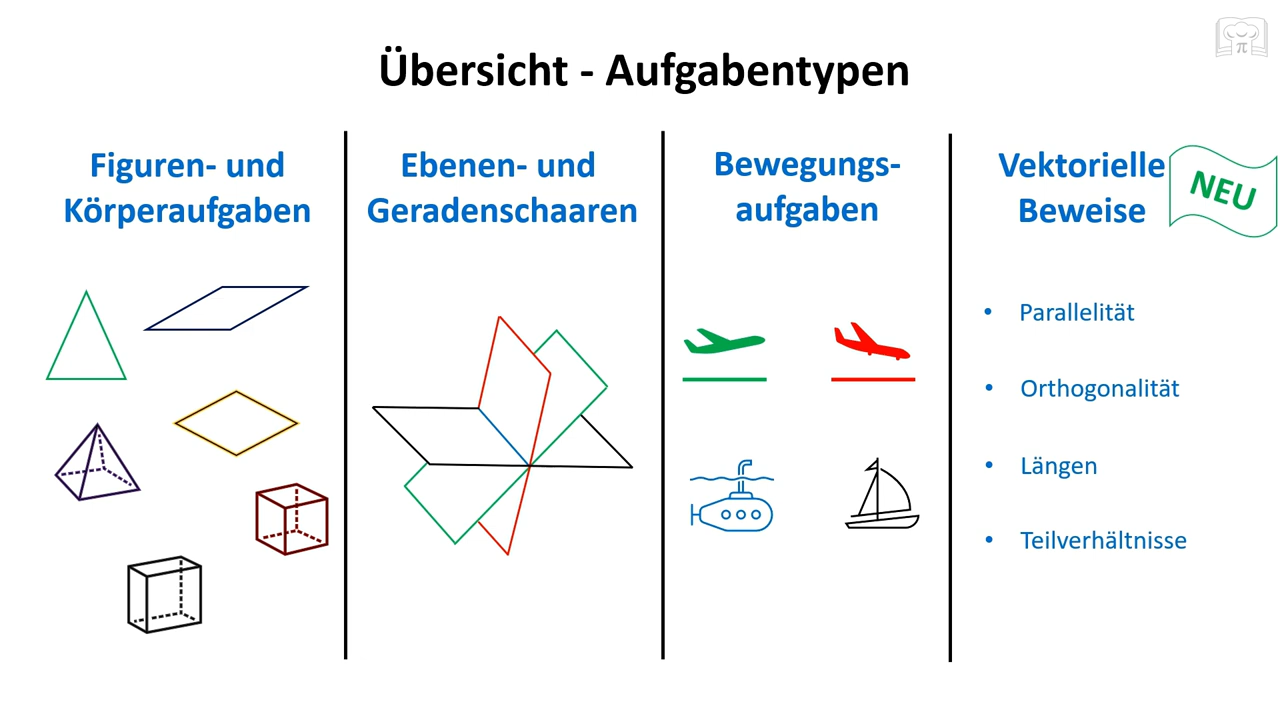 Übersicht - Aufgabentypen
Figuren- und
Körperaufgaben
Ebenen- und
Geradenschaaren
Bewegungs-
aufgaben
Vektorielle
Beweise
NEU
• Parallelität
• Orthogonalität
• Längen
• Teilverhältnisse
π